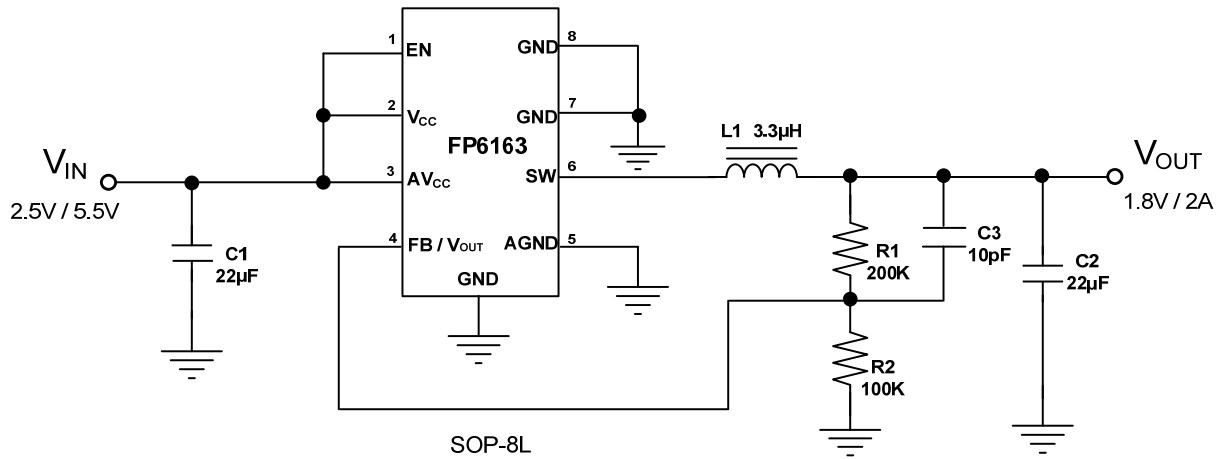 1
EN
2
VCC
3
AVCC
4
FB / VOUT
GND
FP6163
GND
8
GND
7
SW
6
AGND
5
VIN
2.5V / 5.5V
C1
22µF
L1 3.3µH
VOUT
1.8V / 2A
R1
200K
C3
10pF
C2
22µF
R2
100K
SOP-8L